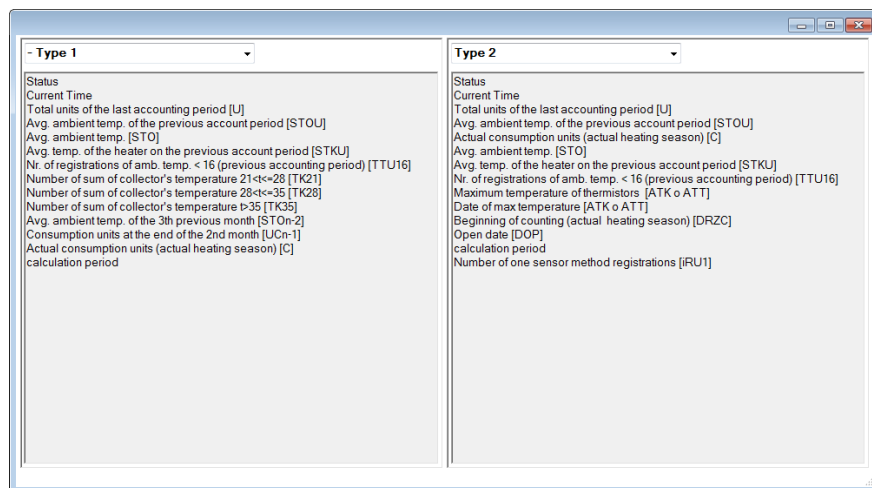 - Type 1
Status
Current Time
Total units of the last accounting period [U]
Avg. ambient temp. of the previous account period [STOU]
Avg. ambient temp. [STO]
Avg. temp. of the heater on the previous account period [STKU]
Nr. of registrations of amb. temp. < 16 (previous accounting period) [TTU16]
Number of sum of collector's temperature 21<t<=28 [TK21]
Number of sum of collector's temperature 28<t<=35 [TK28]
Number of sum of collector's temperature t>35 [TK35]
Avg. ambient temp. of the 3th previous month [STOn-2]
Consumption units at the end of the 2nd month [UCn-1]
Actual consumption units (actual heating season) [C]
calculation period
Type 2
Status
Current Time
Total units of the last accounting period [U]
Avg. ambient temp. of the previous account period [STOU]
Actual consumption units (actual heating season) [C]
Avg. ambient temp. [STO]
Avg. temp. of the heater on the previous account period [STKU]
Nr. of registrations of amb. temp. < 16 (previous accounting period) [TTU16]
Maximum temperature of thermistors [ATK o ATT]
Date of max temperature [ATK o ATT]
Beginning of counting (actual heating season) [DRZC]
Open date [DOP]
calculation period
Number of one sensor method registrations [iRU1]